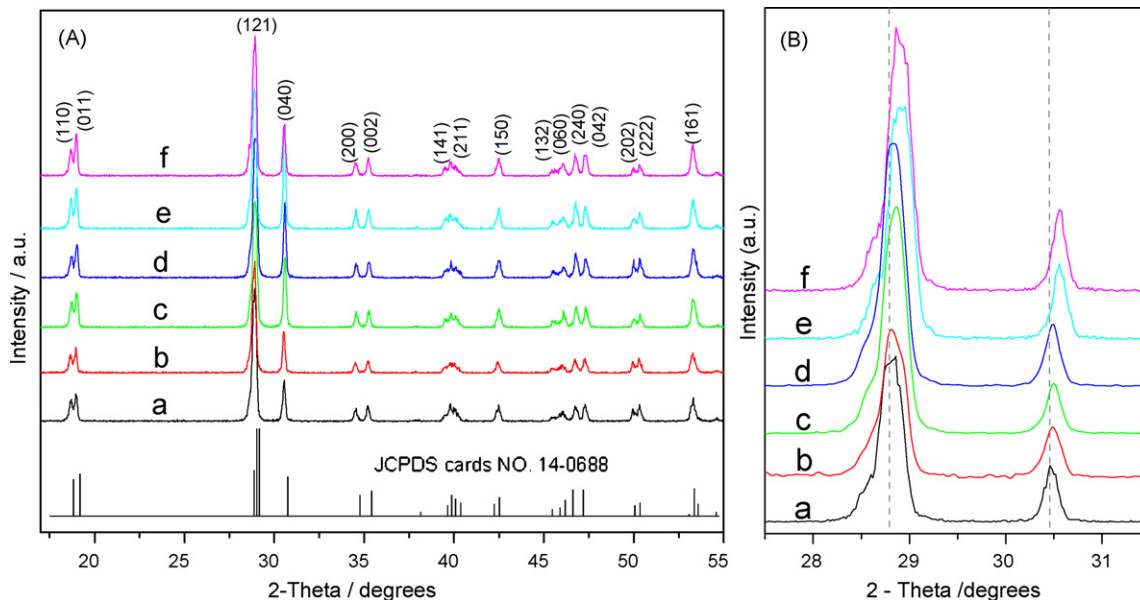 (A)
(121)
(110)
(011)
(040)
(200)
(002)
(141)
(211)
(150)
(132)
(060)
(240)
(042)
(202)
(222)
(161)
f
e
d
c
b
a
JCPDS cards NO. 14-0688
Intensity / a.u.
20 25 30 35 40 45 50 55
2-Theta / degrees
(B)
f
e
d
c
b
a
Intensity (a.u.)
28 29 30 31
2 - Theta /degrees